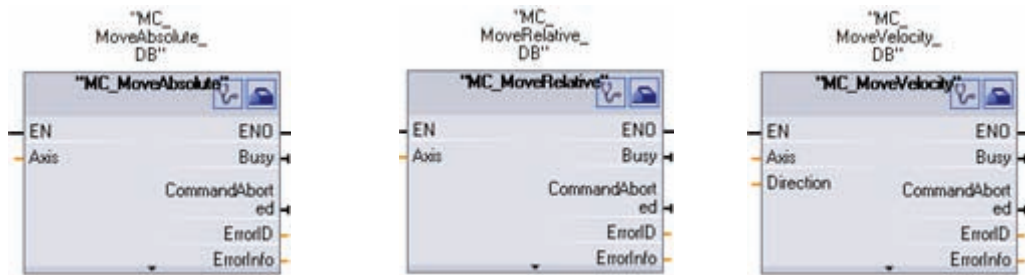 "MC_
MoveAbsolute_
DB"
"MC_MoveAbsolute"
EN
ENO
Axis
Busy
CommandAbort
ed
ErrorID
ErrorInfo
"MC_
MoveRelative_
DB"
"MC_MoveRelative"
EN
ENO
Axis
Busy
CommandAbort
ed
ErrorID
ErrorInfo
"MC_
MoveVelocity_
DB"
"MC_MoveVelocity"
EN
ENO
Axis
Busy
Direction
CommandAbort
ed
ErrorID
ErrorInfo